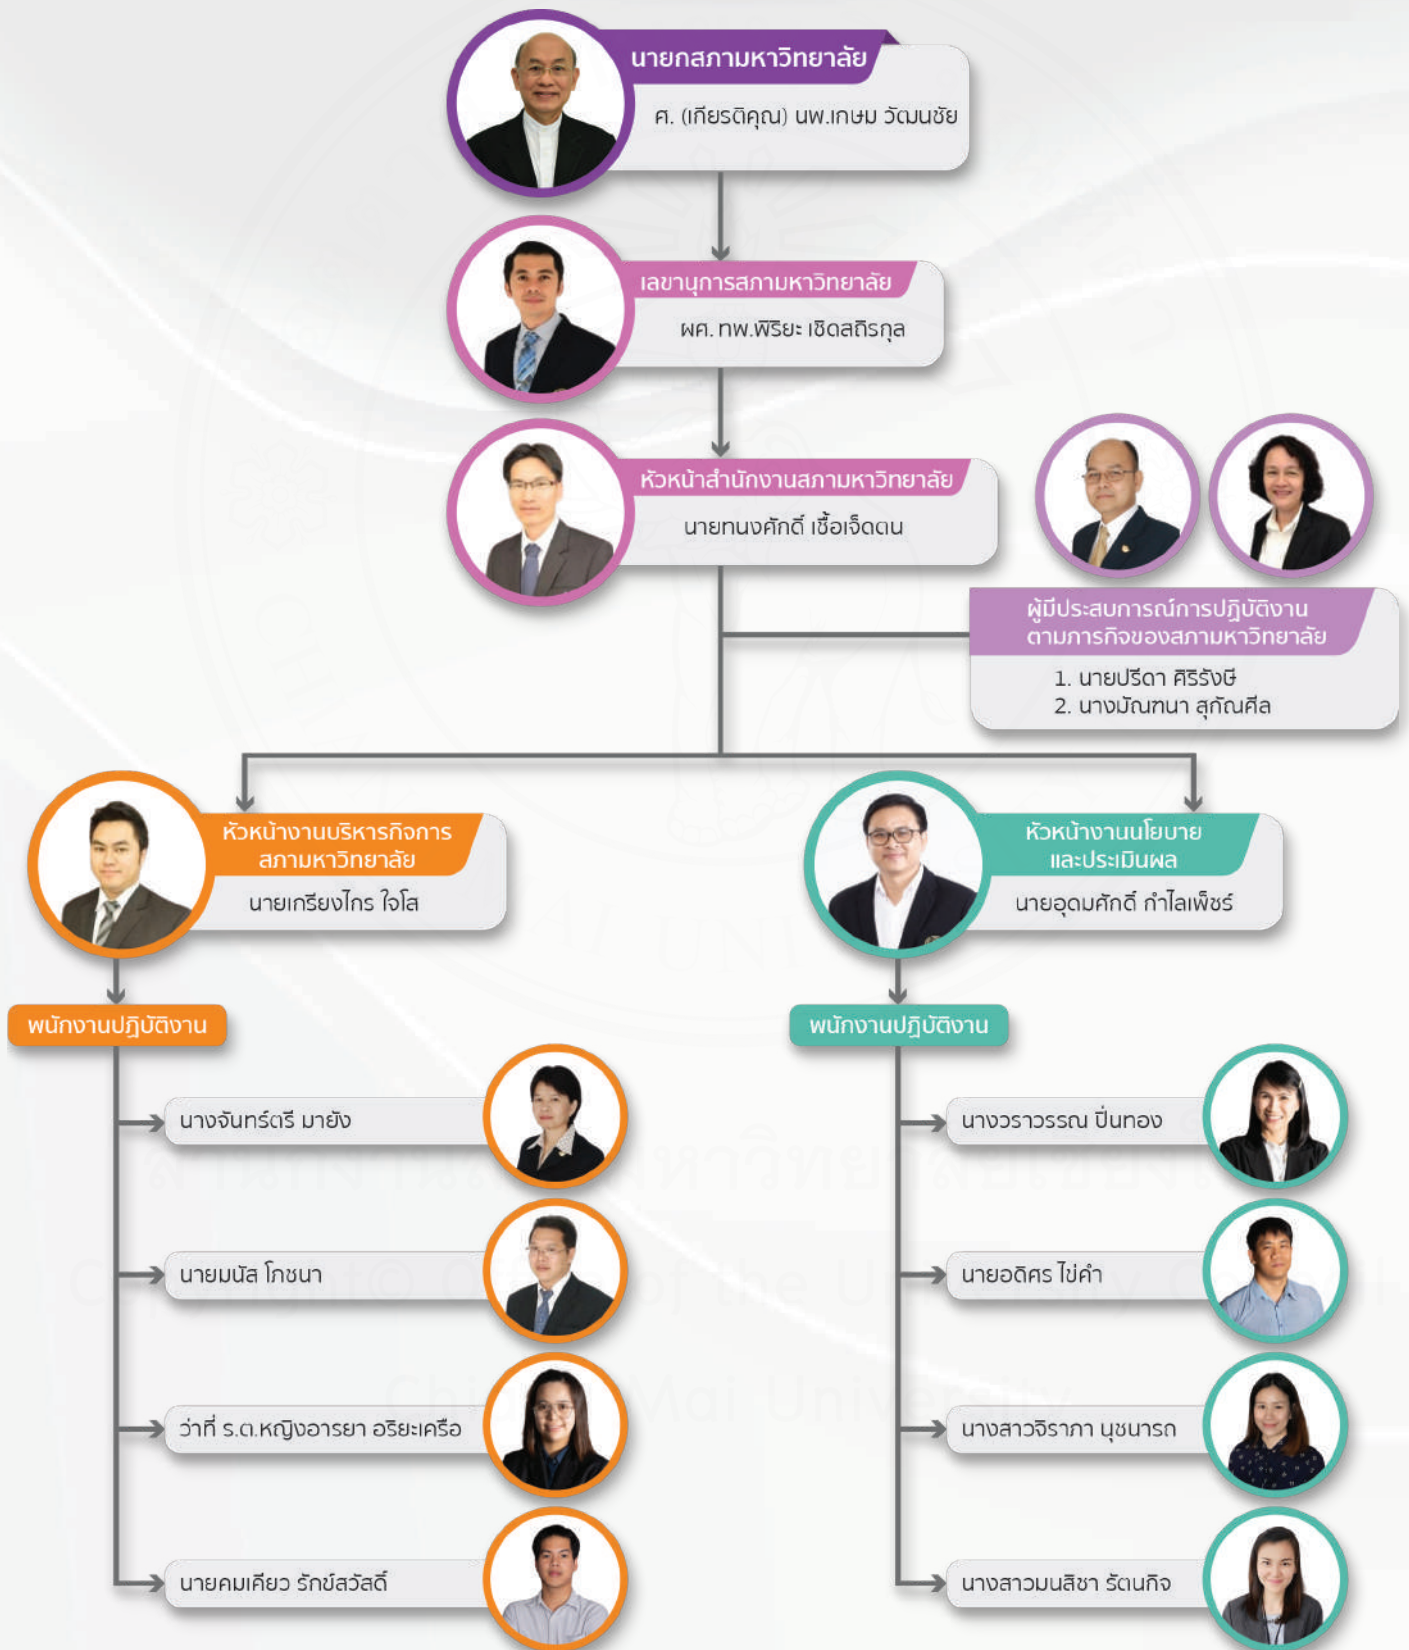 นายกสภามหาวิทยาลัย
ศ. (เกียรติคุณ) นพ.เกษม วัฒนชัย
เลขานุการสภามหาวิทยาลัย
ผศ. ทพ.พิริยะ เชิดสถิรกุล
หัวหน้าสำนักงานสภามหาวิทยาลัย
นายทนงศักดิ์ เชื้อเจ็ดตน
ผู้มีประสบการณ์การปฏิบัติงาน
ตามภารกิจของสภามหาวิทยาลัย
1. นายปรีดา ศิริรังษี
2. นางมัณฑนา สุกัณศีล
หัวหน้างานบริหารกิจการ
สภามหาวิทยาลัย
นายเกรียงไกร ใจโส
พนักงานปฏิบัติงาน
นางจันทร์ตรี มายัง
นายมนัส โภชนา
ว่าที่ ร.ต.หญิงอารยา อริยะเครือ
นายคมเคียว รักข์สวัสดิ์
หัวหน้างานนโยบาย
และประเมินผล
นายอุดมศักดิ์ กำไลเพ็ชร์
พนักงานปฏิบัติงาน
นางวราวรรณ ปิ่นทอง
นายอดิศร ไข่คำ
นางสาวจิราภา นุชนารถ
นางสาวมนสิชา รัตนกิจ
Chiang Mai University